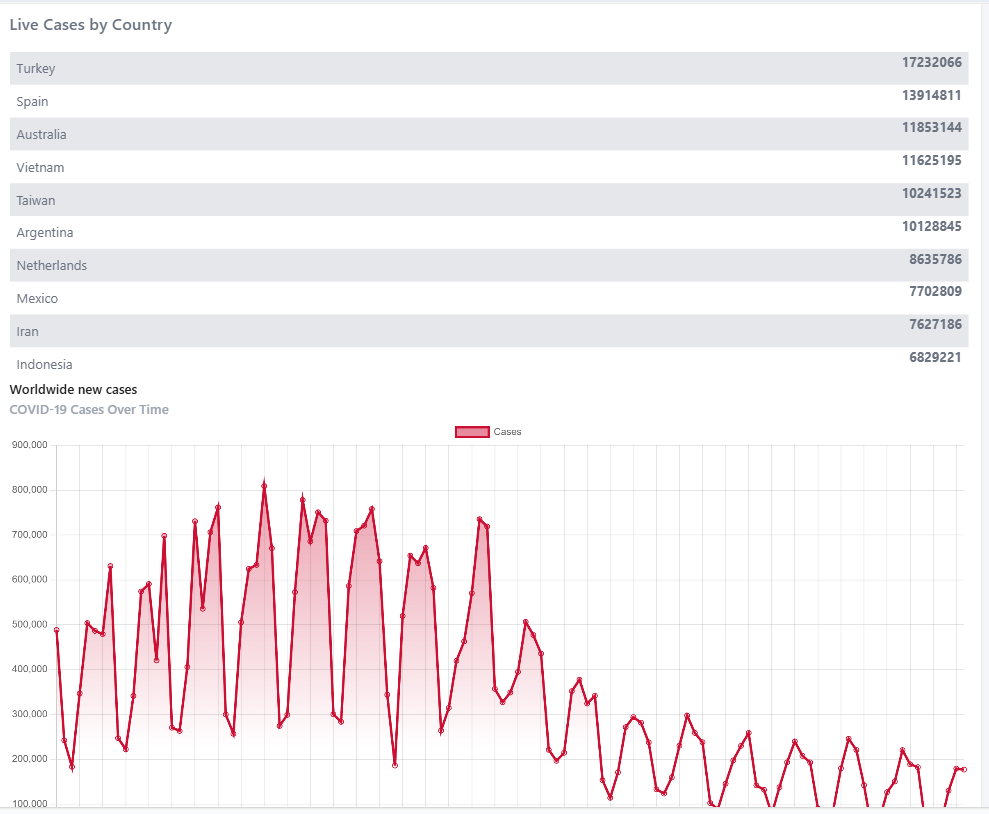 Live Cases by Country
Turkey 17232066
Spain 13914811
Australia 11853144
Vietnam 11625195
Taiwan 10241523
Argentina 10128845
Netherlands 8635786
Mexico 7702809
Iran 7627186
Indonesia 6829221
Worldwide new cases
COVID-19 Cases Over Time
Cases
900,000
800,000
700,000
600,000
500,000
400,000
300,000
200,000
100,000